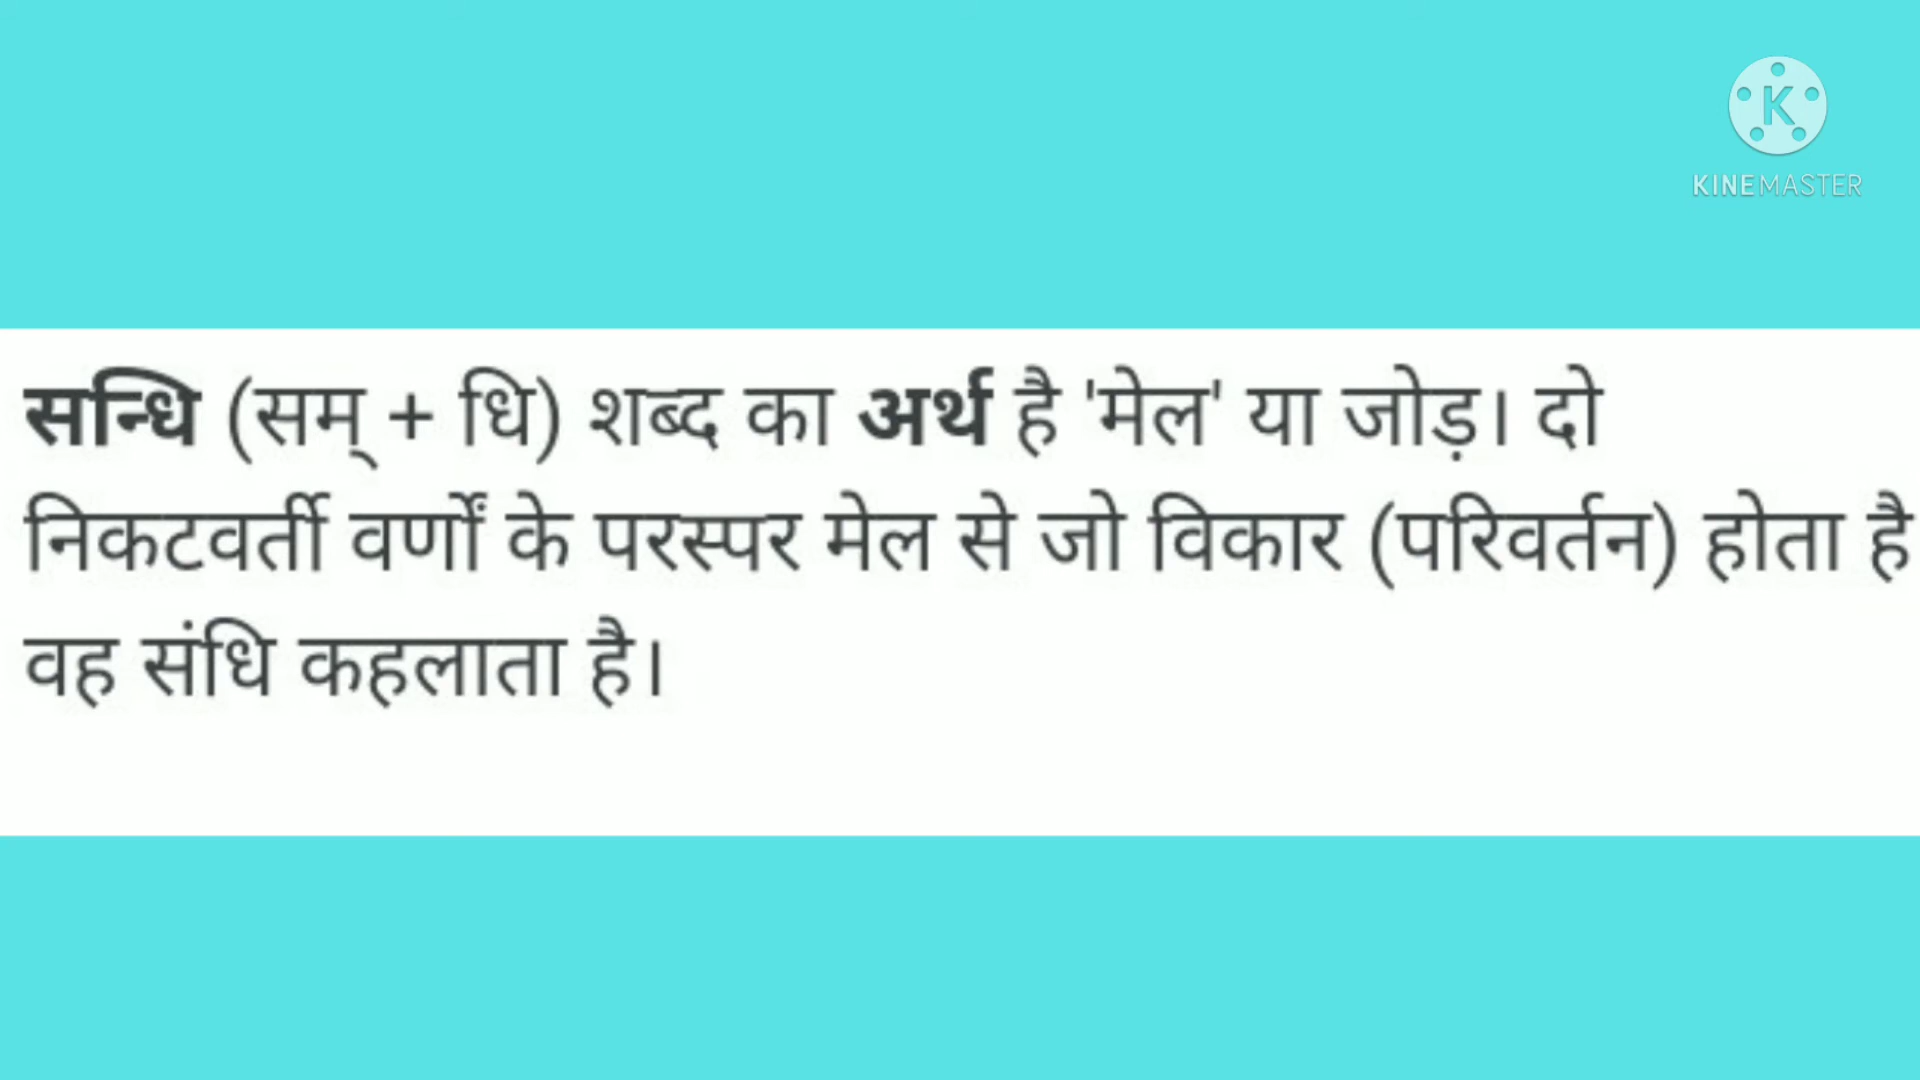 KINEMASTER
सन्धि (सम् + धि) शब्द का अर्थ है 'मेल' या जोड़। दो
निकटवर्ती वर्णों के परस्पर मेल से जो विकार (परिवर्तन) होता है
वह संधि कहलाता है।